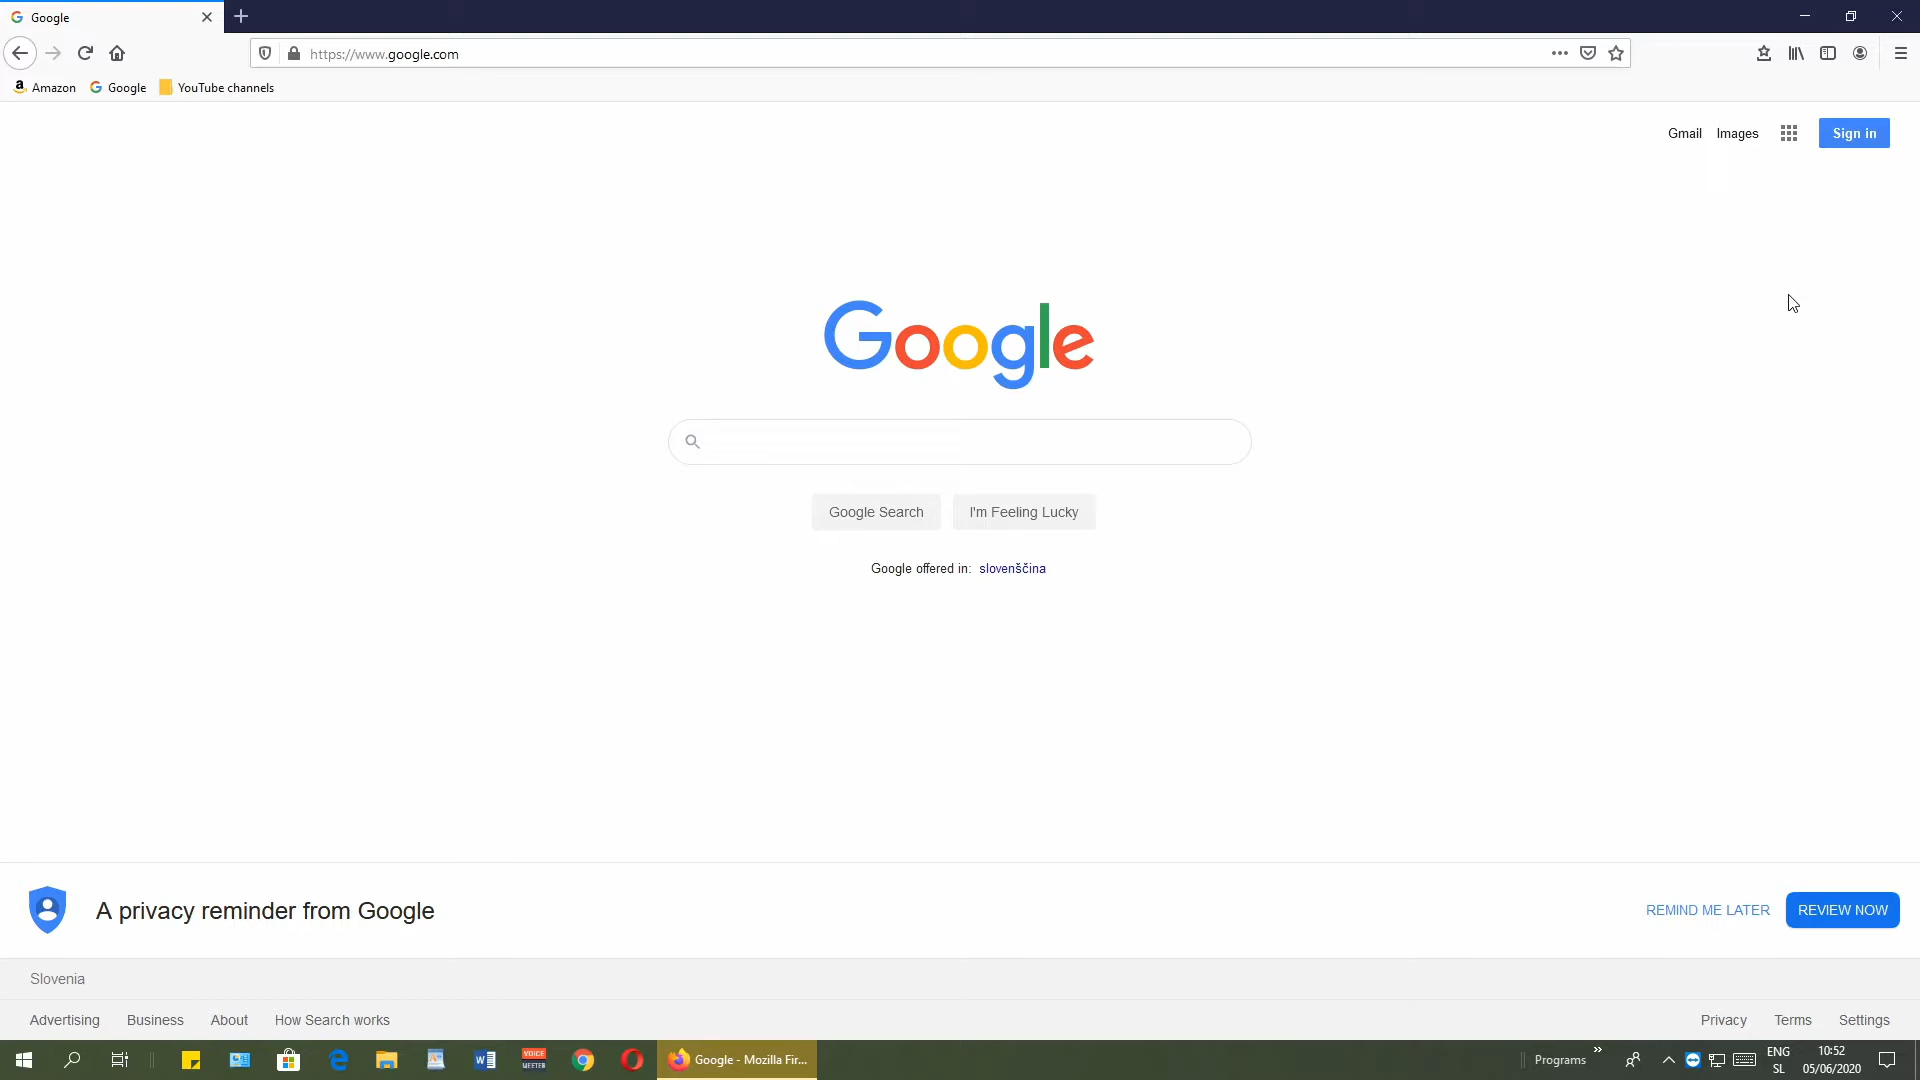 Google
https://www.google.com
Amazon Google YouTube channels
Gmail Images Sign in
Google
Google Search I'm Feeling Lucky
Google offered in: slovenščina
A privacy reminder from Google REMIND ME LATER REVIEW NOW
Slovenia
Advertising Business About How Search works Privacy Terms Settings
VOICE
MEETER
Google - Mozilla Fir...
Programs
ENG
SL
10:52
05/06/2020